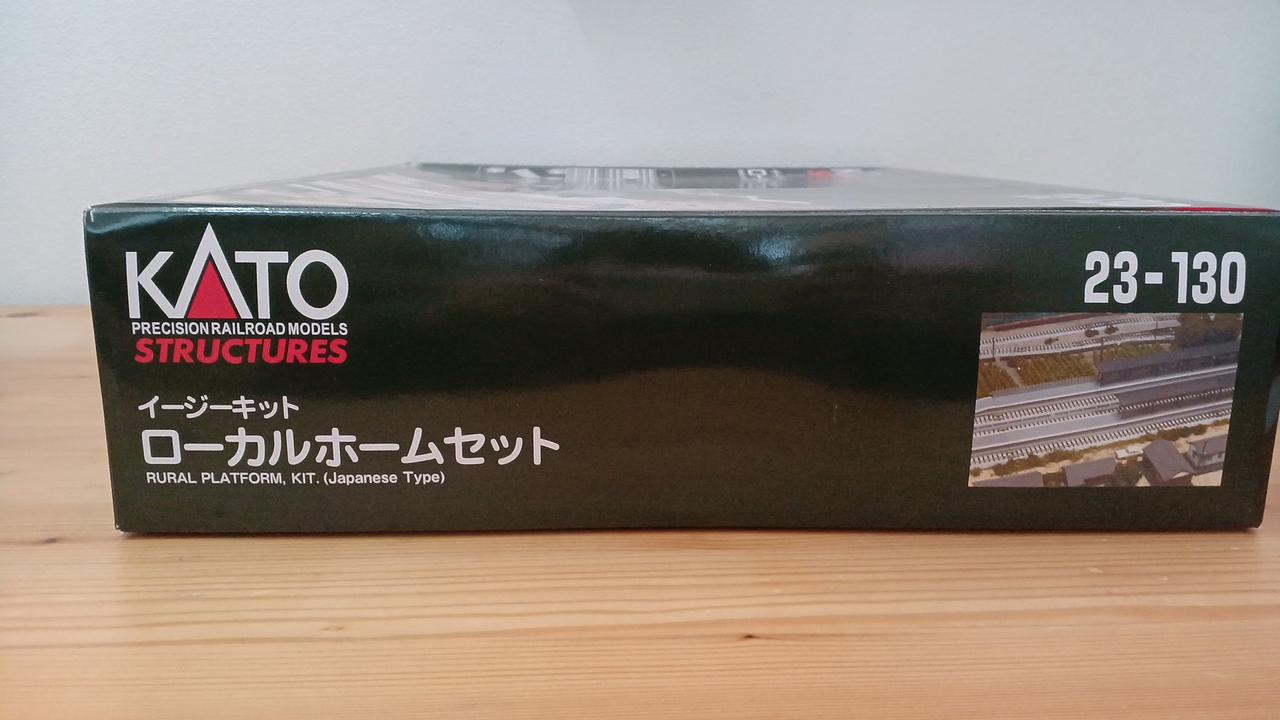 KATO
PRECISION RAILROAD MODELS
STRUCTURES
イージーキット
ローカルホームセット
RURAL PLATFORM, KIT. (Japanese Type)
23-130